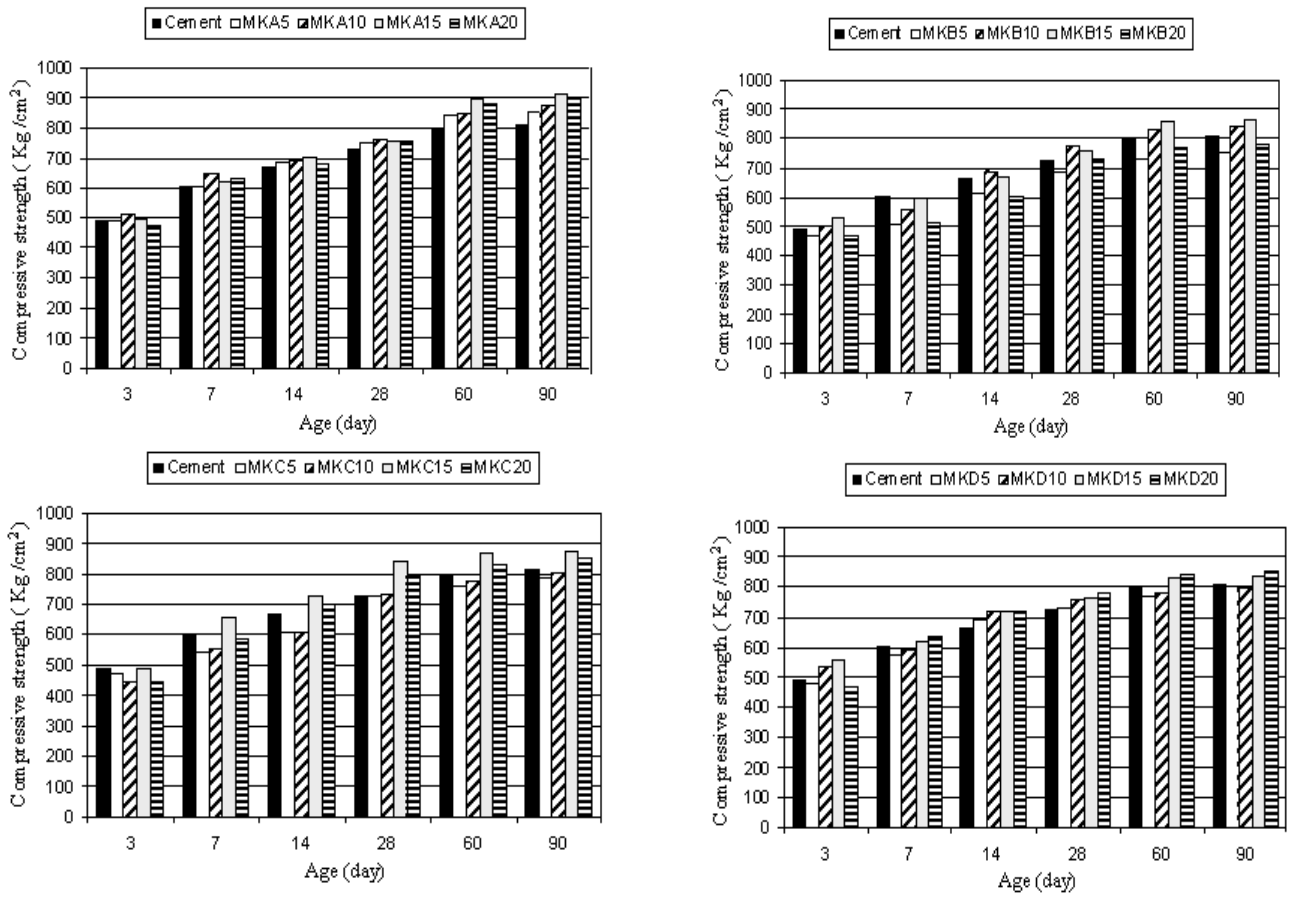 Cement MKA5 MKA10 MKA15 MKA20
Compressive strength ( Kg /cm²)
1000
900
800
700
600
500
400
300
200
100
0
3 7 14 28 60 90
Age (day)
Cement MKB5 MKB10 MKB15 MKB20
Compressive strength ( Kg /cm²)
1000
900
800
700
600
500
400
300
200
100
0
3 7 14 28 60 90
Age (day)
Cement MKC5 MKC10 MKC15 MKC20
Compressive strength ( Kg /cm²)
1000
900
800
700
600
500
400
300
200
100
0
3 7 14 28 60 90
Age (day)
Cement MKD5 MKD10 MKD15 MKD20
Compressive strength ( Kg /cm²)
1000
900
800
700
600
500
400
300
200
100
0
3 7 14 28 60 90
Age (day)